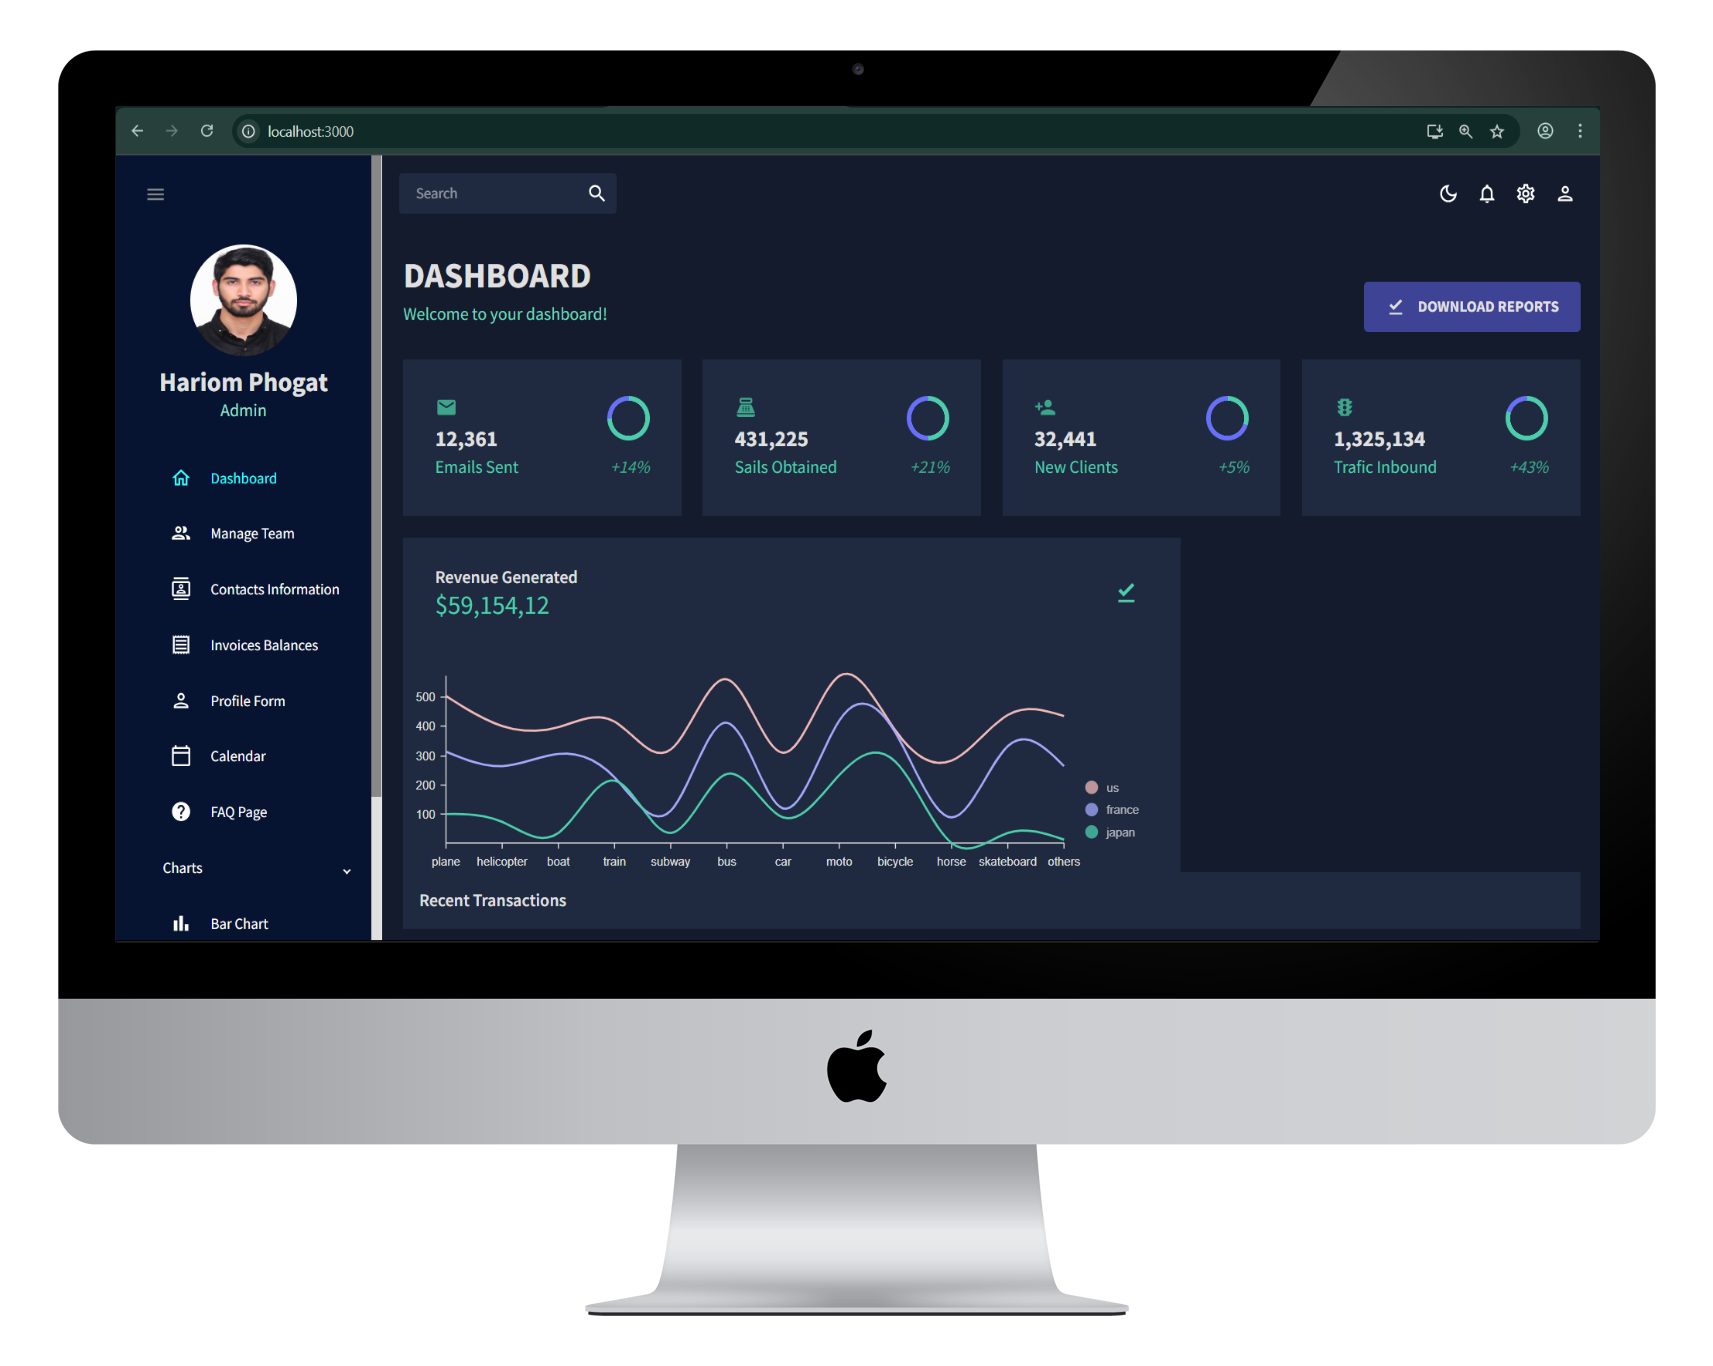 localhost:3000
Search
DASHBOARD
Welcome to your dashboard!
DOWNLOAD REPORTS
Hariom Phogat
Admin
Dashboard
Manage Team
Contacts Information
Invoices Balances
Profile Form
Calendar
FAQ Page
Charts
Bar Chart
12,361
Emails Sent
+14%
431,225
Sails Obtained
+21%
32,441
New Clients
+5%
1,325,134
Trafic Inbound
+43%
Revenue Generated
$59,154,12
500
400
300
200
100
plane helicopter boat train subway bus car moto bicycle horse skateboard others
us
france
japan
Recent Transactions